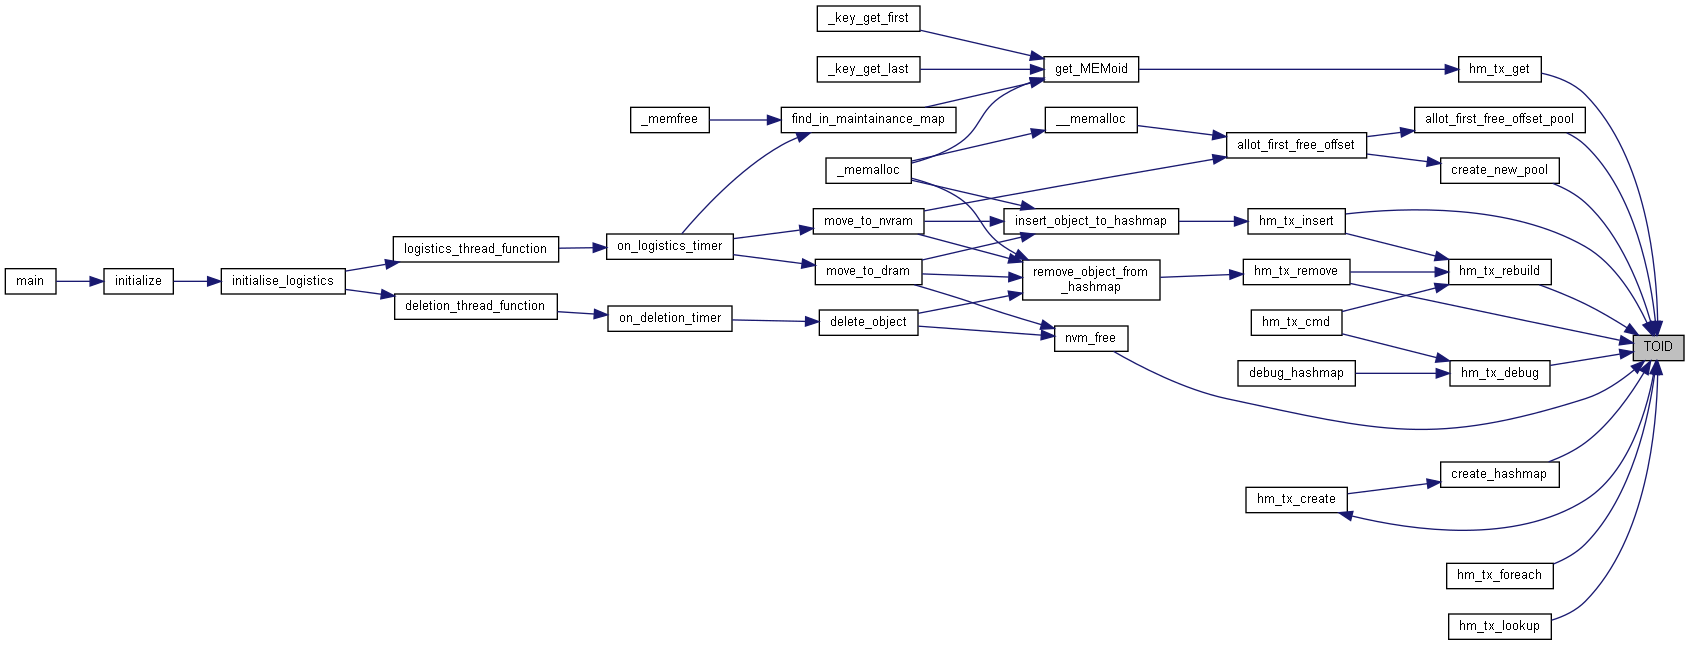 _key_get_first
_key_get_last
get_MEMoid
hm_tx_get
_memfree
find_in_maintainance_map
__memalloc
allot_first_free_offset_pool
allot_first_free_offset
_memalloc
create_new_pool
move_to_nvram
insert_object_to_hashmap
hm_tx_insert
logistics_thread_function
on_logistics_timer
main
initialize
initialise_logistics
move_to_dram
remove_object_from
_hashmap
hm_tx_remove
hm_tx_rebuild
deletion_thread_function
on_deletion_timer
delete_object
hm_tx_cmd
nvm_free
TOID
debug_hashmap
hm_tx_debug
create_hashmap
hm_tx_create
hm_tx_foreach
hm_tx_lookup